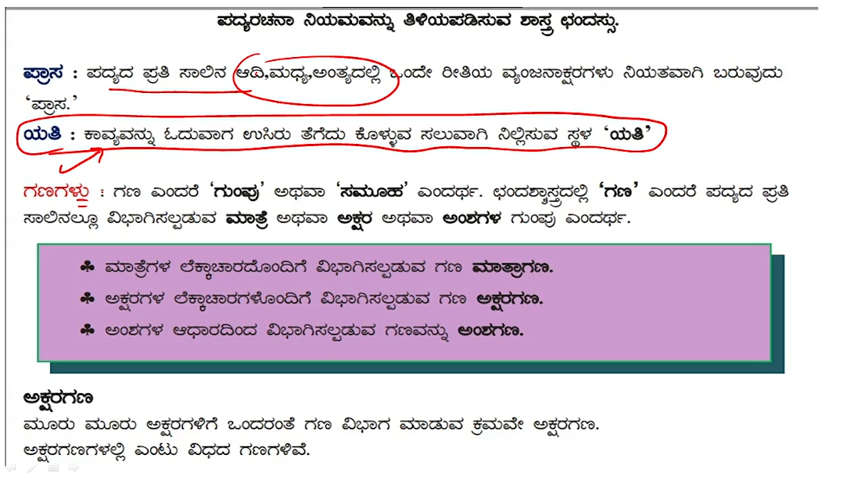 ಪದ್ಯರಚನಾ ನಿಯಮವನ್ನು ತಿಳಿಯಪಡಿಸುವ ಶಾಸ್ತ್ರ ಛಂದಸ್ಸು.
ಪ್ರಾಸ : ಪದ್ಯದ ಪ್ರತಿ ಸಾಲಿನ ಆದಿ,ಮಧ್ಯ,ಅಂತ್ಯದಲ್ಲಿ ಒಂದೇ ರೀತಿಯ ವ್ಯಂಜನಾಕ್ಷರಗಳು ನಿಯತವಾಗಿ ಬರುವುದು
‘ಪ್ರಾಸ.’
ಯತಿ : ಕಾವ್ಯವನ್ನು ಓದುವಾಗ ಉಸಿರು ತೆಗೆದು ಕೊಳ್ಳುವ ಸಲುವಾಗಿ ನಿಲ್ಲಿಸುವ ಸ್ಥಳ ‘ಯತಿ’
ಗಣಗಳು : ಗಣ ಎಂದರೆ ‘ಗುಂಪು’ ಅಥವಾ ‘ಸಮೂಹ’ ಎಂದರ್ಥ. ಛಂದಶ್ಶಾಸ್ತ್ರದಲ್ಲಿ ‘ಗಣ’ ಎಂದರೆ ಪದ್ಯದ ಪ್ರತಿ
ಸಾಲಿನಲ್ಲೂ ವಿಭಾಗಿಸಲ್ಪಡುವ ಮಾತ್ರೆ ಅಥವಾ ಅಕ್ಷರ ಅಥವಾ ಅಂಶಗಳ ಗುಂಪು ಎಂದರ್ಥ.
♣ ಮಾತ್ರೆಗಳ ಲೆಕ್ಕಾಚಾರದೊಂದಿಗೆ ವಿಭಾಗಿಸಲ್ಪಡುವ ಗಣ ಮಾತ್ರಾಗಣ.
♣ ಅಕ್ಷರಗಳ ಲೆಕ್ಕಾಚಾರಗಳೊಂದಿಗೆ ವಿಭಾಗಿಸಲ್ಪಡುವ ಗಣ ಅಕ್ಷರಗಣ.
♣ ಅಂಶಗಳ ಆಧಾರದಿಂದ ವಿಭಾಗಿಸಲ್ಪಡುವ ಗಣವನ್ನು ಅಂಶಗಣ.
ಅಕ್ಷರಗಣ
ಮೂರು ಮೂರು ಅಕ್ಷರಗಳಿಗೆ ಒಂದರಂತೆ ಗಣ ವಿಭಾಗ ಮಾಡುವ ಕ್ರಮವೇ ಅಕ್ಷರಗಣ.
ಅಕ್ಷರಗಣಗಳಲ್ಲಿ ಎಂಟು ವಿಧದ ಗಣಗಳಿವೆ.